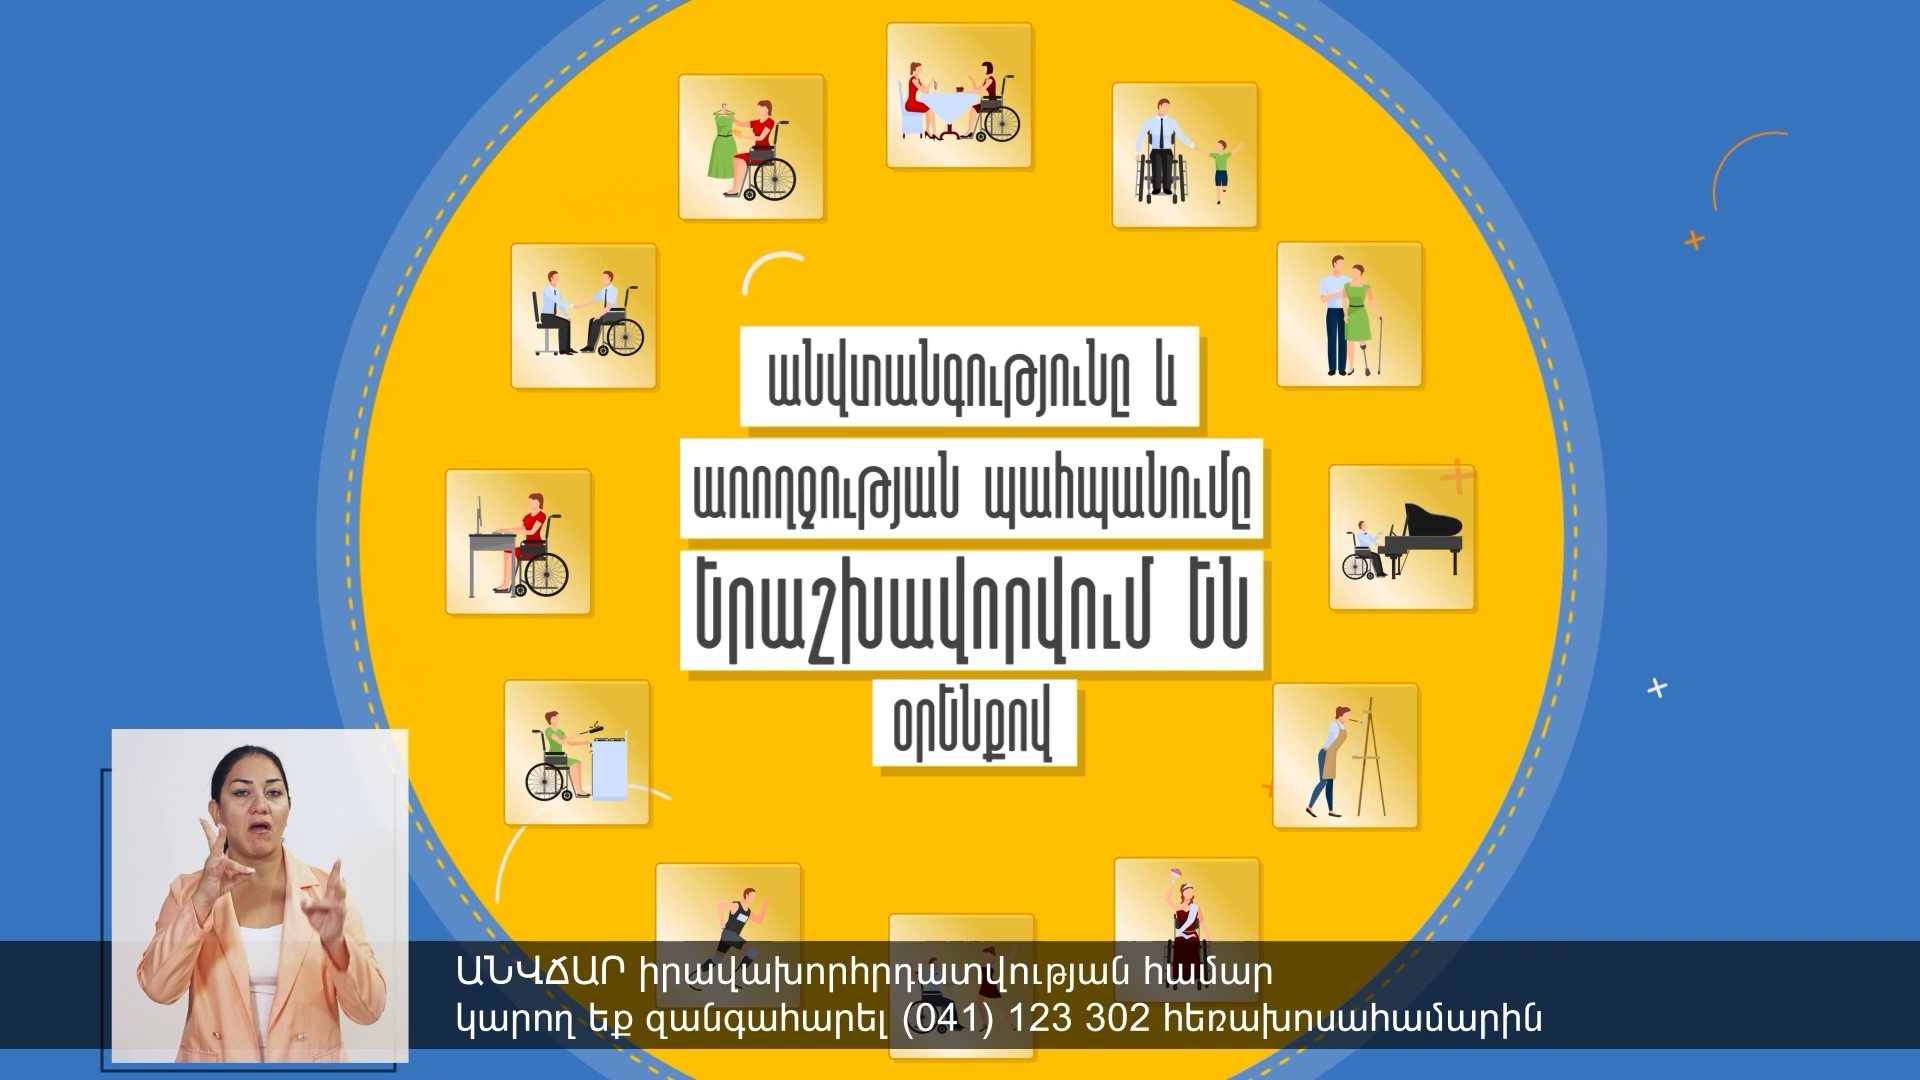 անվտանգությունը և
առողջության պահպանումը
երաշխավորվում են
օրենքով
ԱՆՎՃԱՐ իրավախորհրդատվության համար
կարող եք զանգահարել (041) 123 302 հեռախոսահամարին